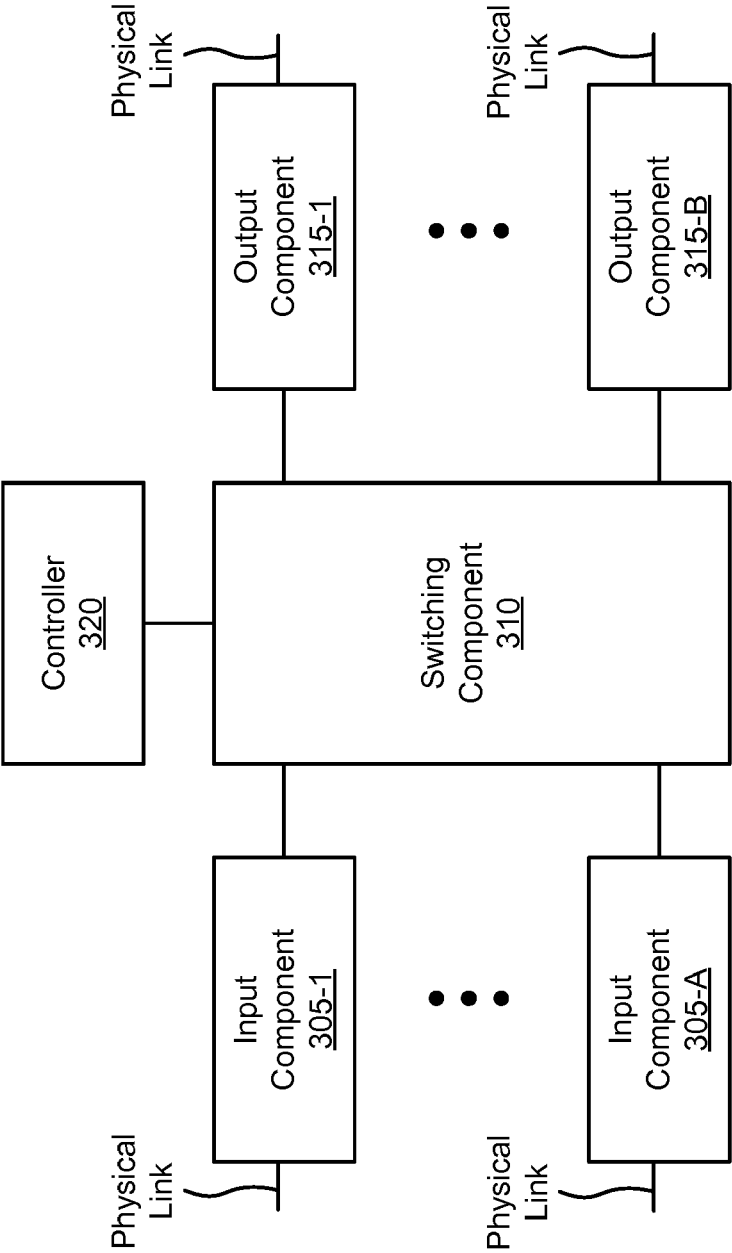 Controller
320
Physical
Link
Input
Component
305-1
Switching
Component
310
Output
Component
315-1
Physical
Link
Physical
Link
Input
Component
305-A
Output
Component
315-B
Physical
Link